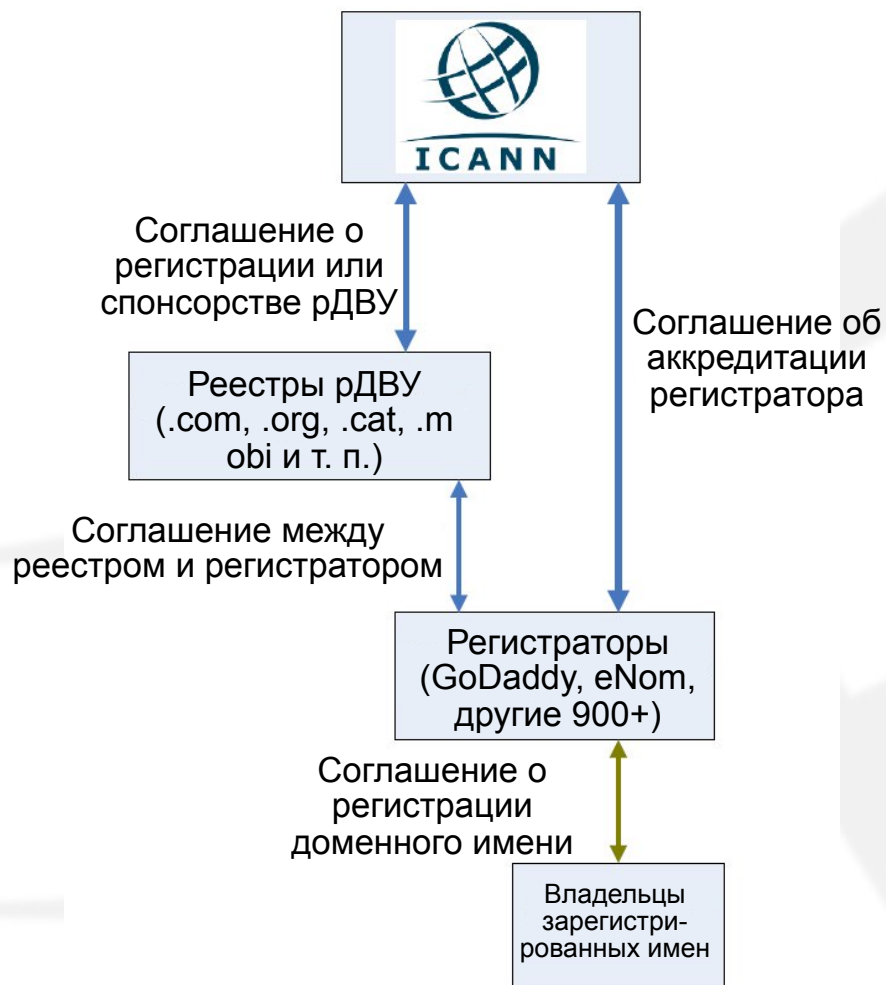 ICANN
Соглашение о
регистрации или
спонсорстве рДВУ
Соглашение об
аккредитации
регистратора
Реестры рДВУ
(.com, .org, .cat, .m
obi и т. п.)
Соглашение между
реестром и регистратором
Регистраторы
(GoDaddy, eNom,
другие 900+)
Соглашение о
регистрации
доменного имени
Владельцы
зарегистри-
рованных имен